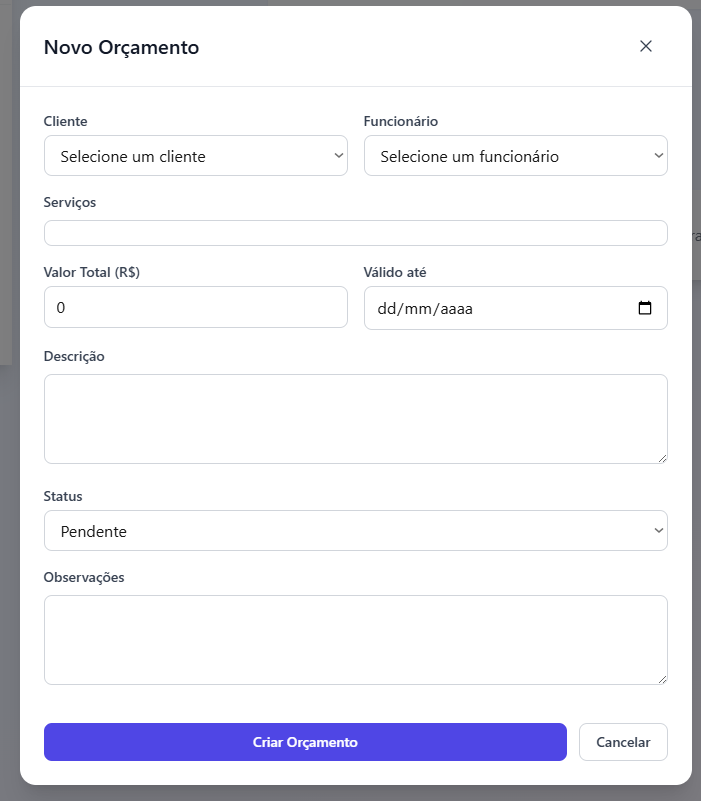 Novo Orçamento
Cliente
Funcionário
Selecione um cliente
Selecione um funcionário
Serviços
Valor Total (R$)
Válido até
0
dd/mm/aaaa
Descrição
Status
Pendente
Observações
Criar Orçamento
Cancelar